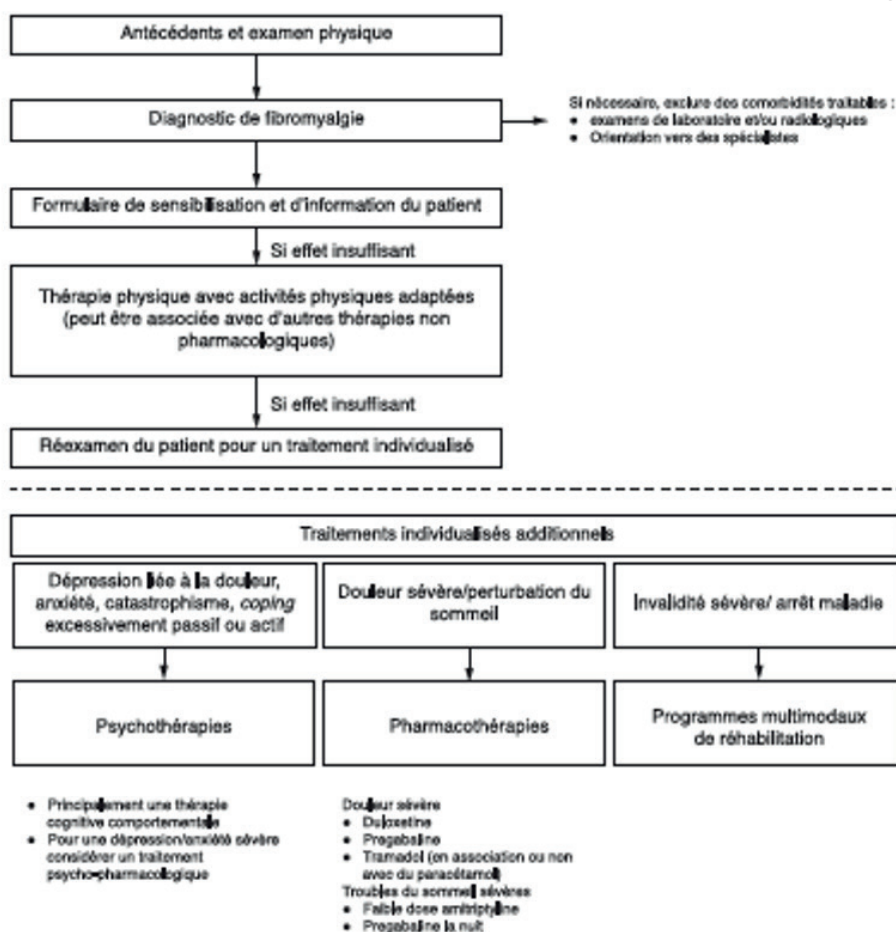 Antécédents et examen physique
Diagnostic de fibromyalgie
Si nécessaire, exclure des comorbidités traitables :
• examens de laboratoire et/ou radiologiques
• Orientation vers des spécialistes
Formulaire de sensibilisation et d'information du patient
Si effet insuffisant
Thérapie physique avec activités physiques adaptées
(peut être associée avec d'autres thérapies non
pharmacologiques)
Si effet insuffisant
Réexamen du patient pour un traitement individualisé
Traitements individualisés additionnels
Dépression liée à la douleur,
anxiété, catastrophisme, coping
excessivement passif ou actif
Douleur sévère/perturbation du
sommeil
Invalidité sévère/ arrêt maladie
Psychothérapies
Pharmacothérapies
Programmes multimodaux
de réhabilitation
• Principalement une thérapie
cognitive comportementale
• Pour une dépression/anxiété sévère
considérer un traitement
psycho-pharmacologique
Douleur sévère
• Duloxetine
• Pregabaline
• Tramadol (en association ou non
avec du paracétamol)
Troubles du sommeil sévères
• Faible dose amitriptyline
• Pregabaline la nuit